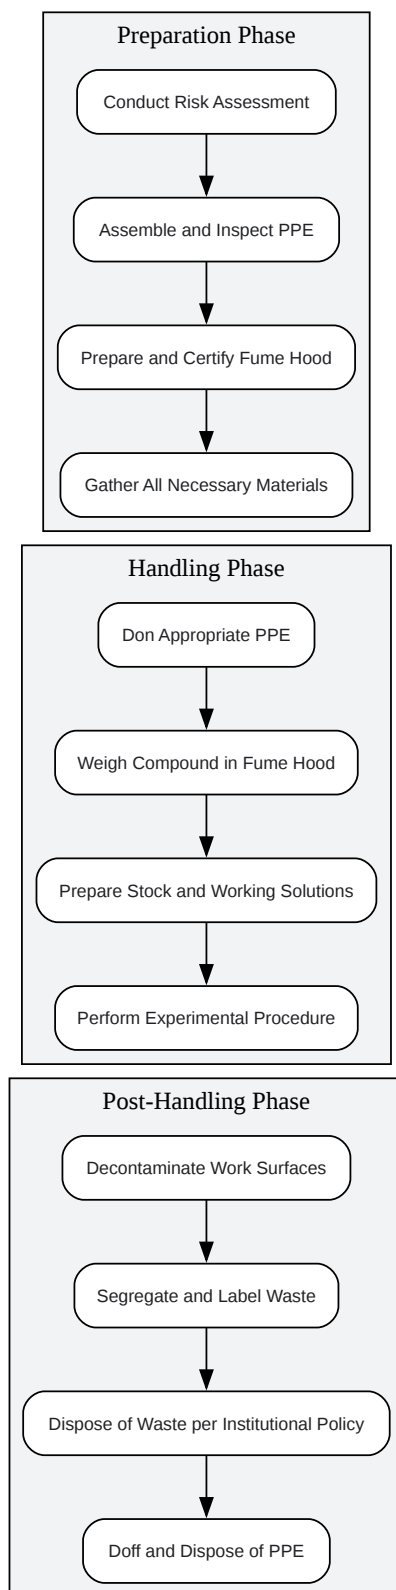 Preparation Phase
Conduct Risk Assessment
Assemble and Inspect PPE
Prepare and Certify Fume Hood
Gather All Necessary Materials
Handling Phase
Don Appropriate PPE
Weigh Compound in Fume Hood
Prepare Stock and Working Solutions
Perform Experimental Procedure
Post-Handling Phase
Decontaminate Work Surfaces
Segregate and Label Waste
Dispose of Waste per Institutional Policy
Doff and Dispose of PPE